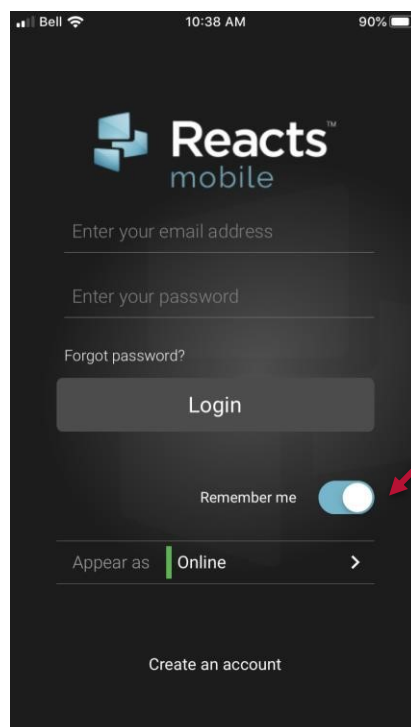 Bell 10:38 AM 90%
Reacts™
mobile
Enter your email address
Enter your password
Forgot password?
Login
Remember me
Appear as Online
Create an account